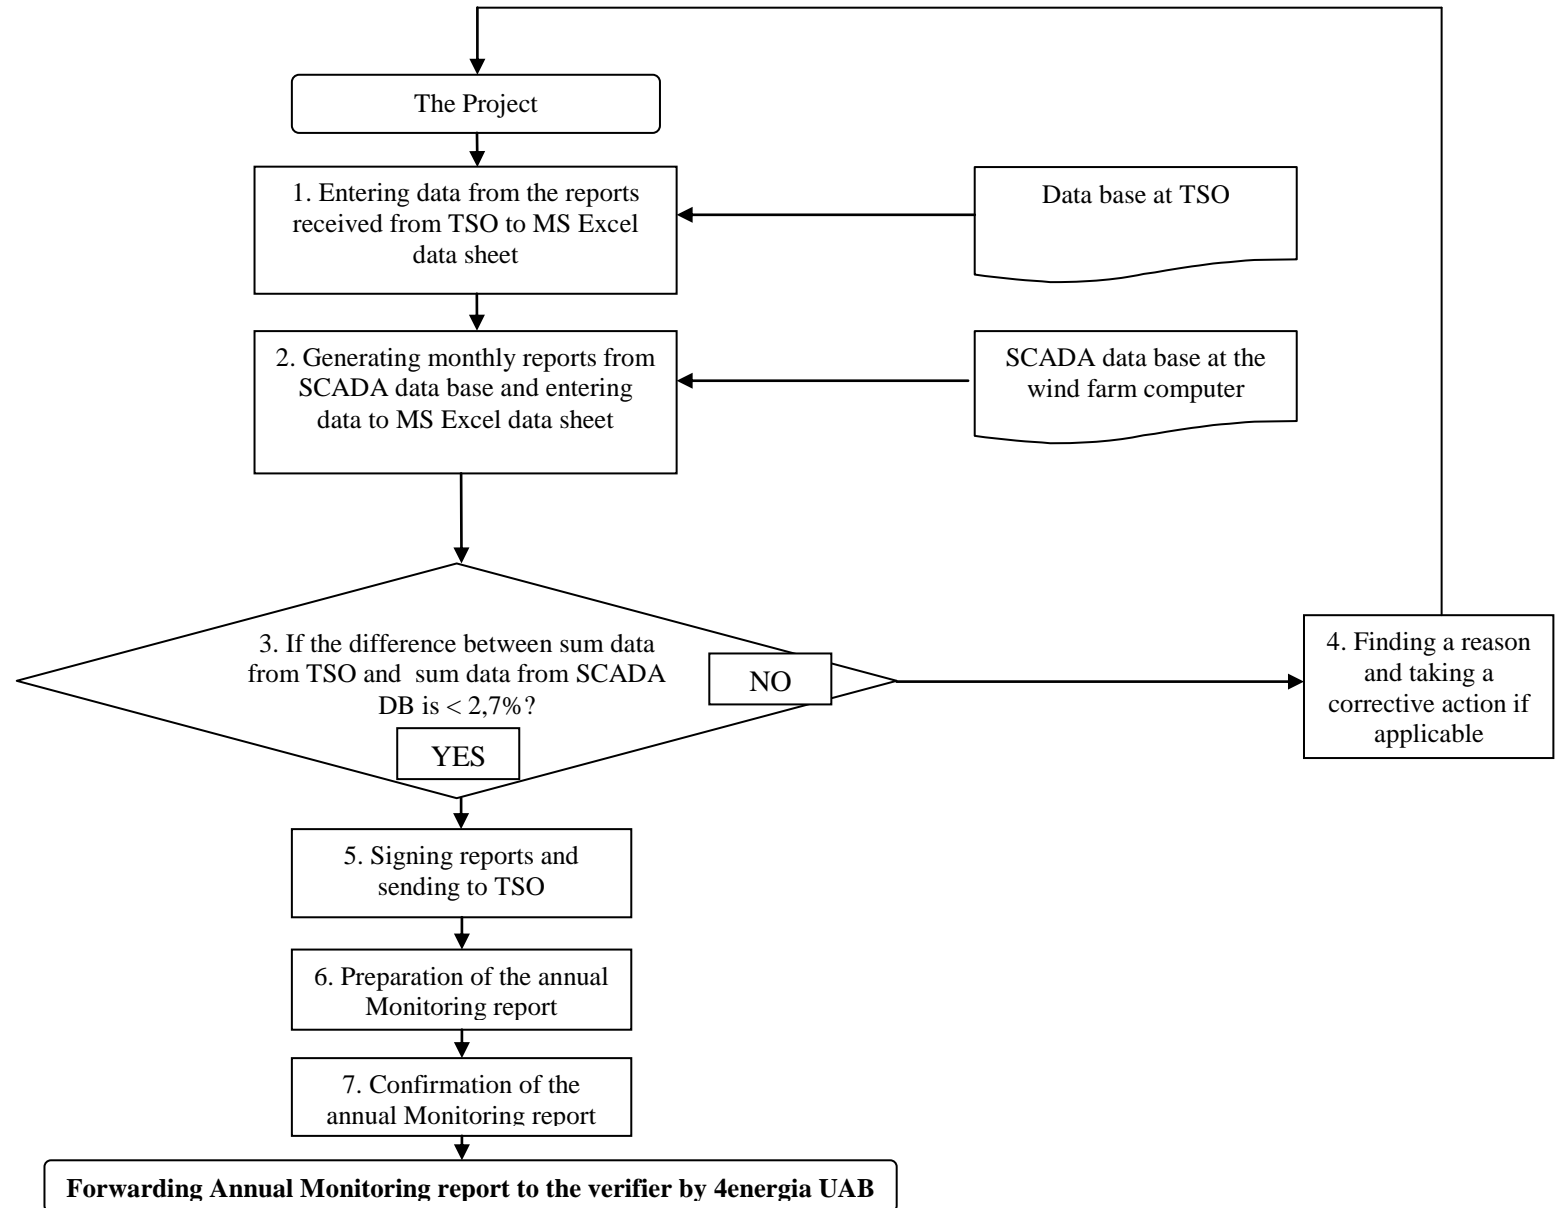 The Project
1. Entering data from the reports
received from TSO to MS Excel
data sheet
Data base at TSO
2. Generating monthly reports from
SCADA data base and entering
data to MS Excel data sheet
SCADA data base at the
wind farm computer
3. If the difference between sum data
from TSO and  sum data from SCADA
DB is < 2,7%?
NO
YES
4. Finding a reason
and taking a
corrective action if
applicable
5. Signing reports and
sending to TSO
6. Preparation of the annual
Monitoring report
7. Confirmation of the
annual Monitoring report
Forwarding Annual Monitoring report to the verifier by 4energia UAB